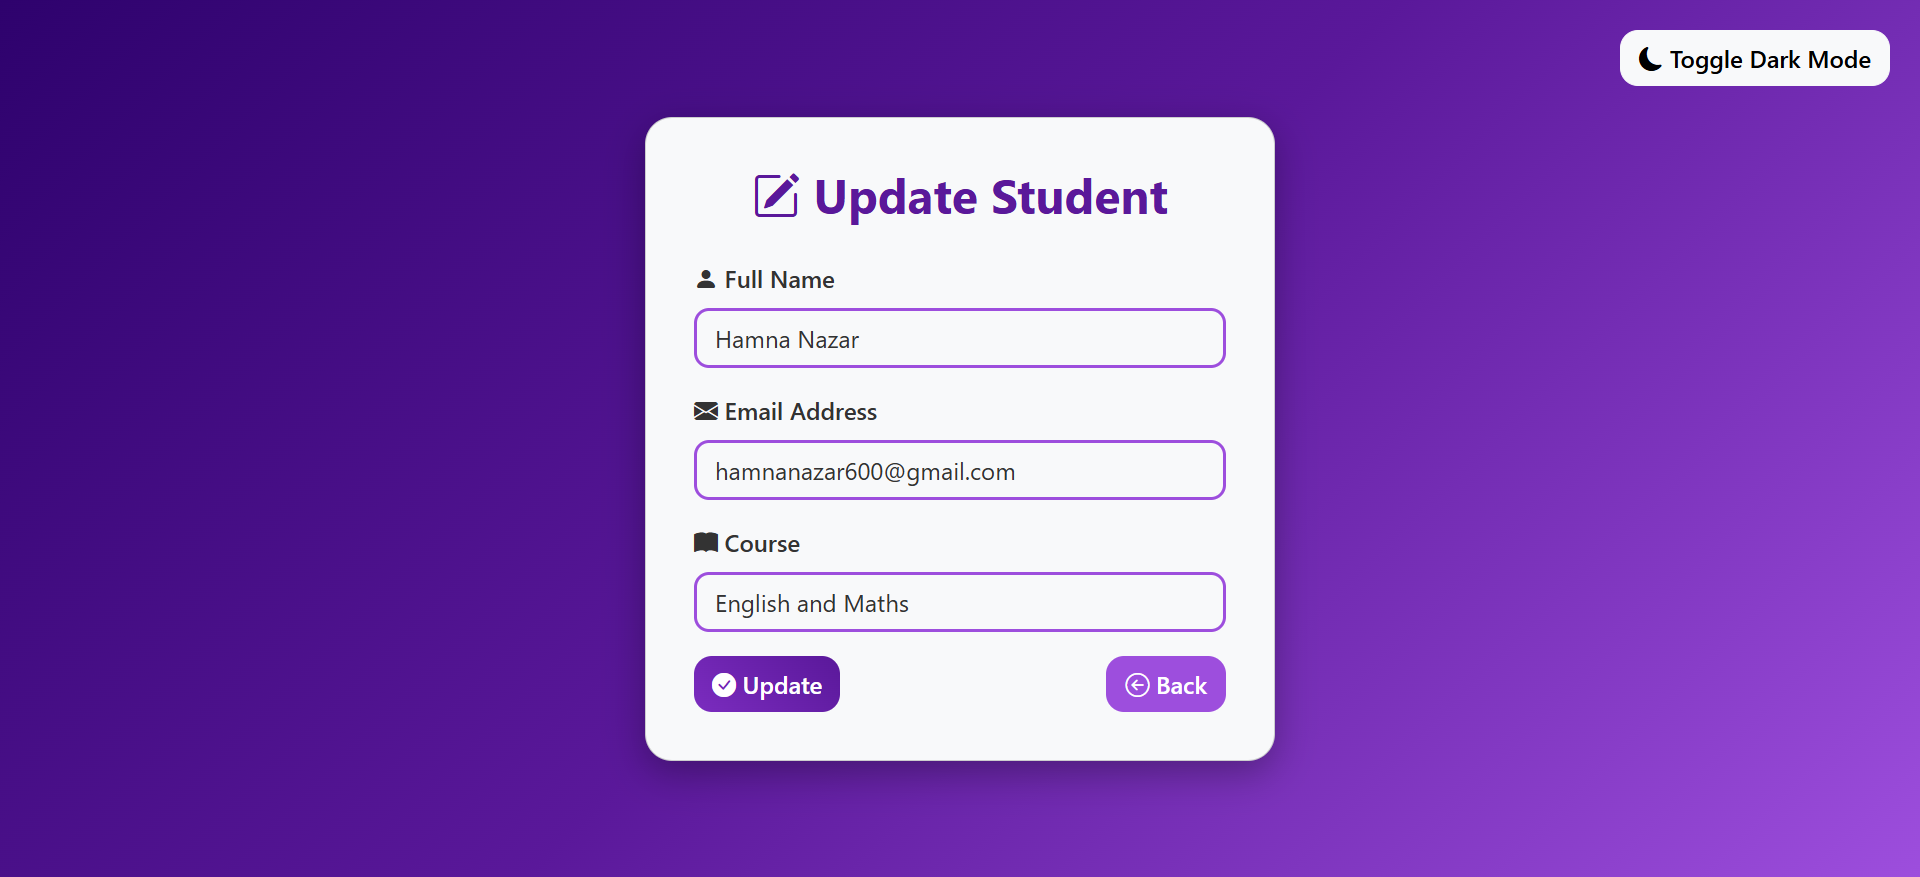 Toggle Dark Mode
Update Student
Full Name
Hamna Nazar
Email Address
hamnanazar600@gmail.com
Course
English and Maths
Update
Back